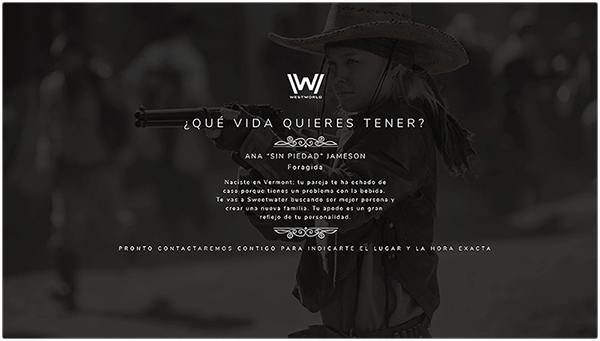 WESTWORLD
¿QUÉ VIDA QUIERES TENER?
ANA "SIN PIEDAD" JAMESON
Foragida
Naciste en Vermont; tu pareja te ha echado de
casa porque tienes un problema con la bebida.
Te vas a Sweetwater buscando ser mejor persona y
crear una nueva familia. Tu apodo es un gran
reflejo de tu personalidad.
PRONTO CONTACTAREMOS CONTIGO PARA INDICARTE EL LUGAR Y LA HORA EXACTA